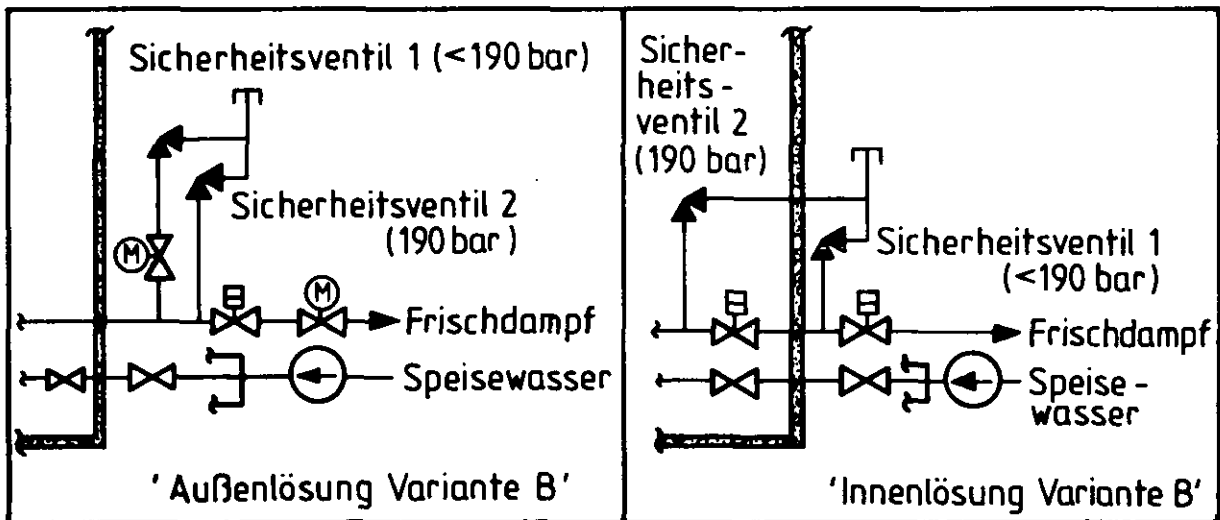 Sicherheitsventil 1 (<190 bar)
Sicherheitsventil 2
(190 bar)
M
M
Frischdampf
Speisewasser
'Außenlösung Variante B'
Sicher-
heits-
ventil 2
(190 bar)
Sicherheitsventil 1
(<190 bar)
Frischdampf
Speise-
wasser
'Innenlösung Variante B'